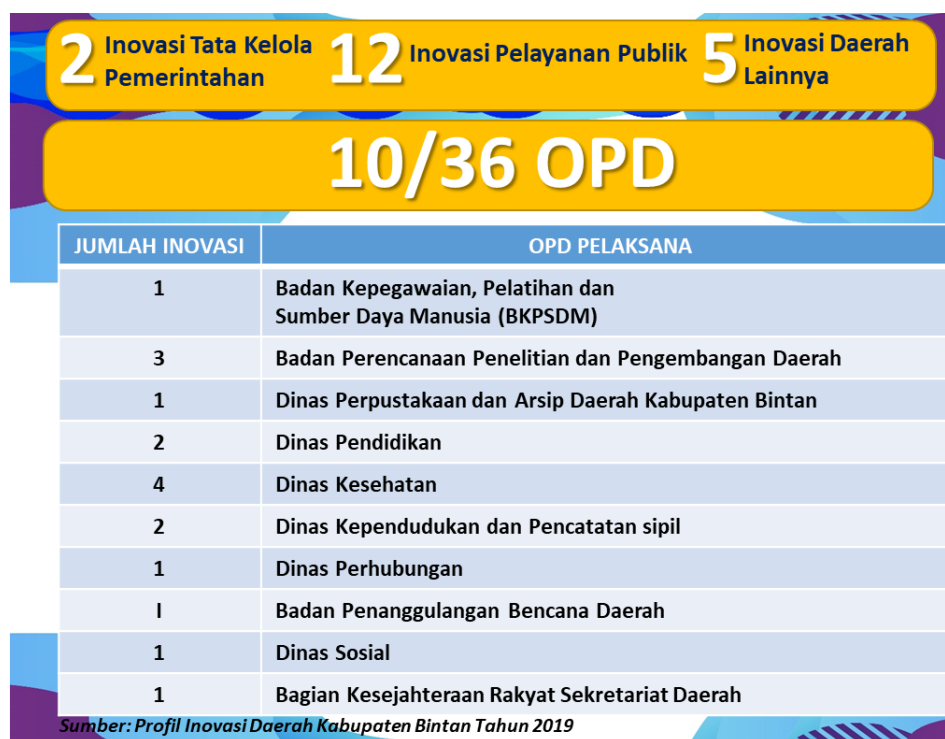 2 Inovasi Tata Kelola
Pemerintahan
12 Inovasi Pelayanan Publik
5 Inovasi Daerah
Lainnya
10/36 OPD
JUMLAH INOVASI OPD PELAKSANA
1 Badan Kepegawaian, Pelatihan dan
Sumber Daya Manusia (BKPSDM)
3 Badan Perencanaan Penelitian dan Pengembangan Daerah
1 Dinas Perpustakaan dan Arsip Daerah Kabupaten Bintan
2 Dinas Pendidikan
4 Dinas Kesehatan
2 Dinas Kependudukan dan Pencatatan sipil
1 Dinas Perhubungan
I Badan Penanggulangan Bencana Daerah
1 Dinas Sosial
1 Bagian Kesejahteraan Rakyat Sekretariat Daerah
Sumber: Profil Inovasi Daerah Kabupaten Bintan Tahun 2019